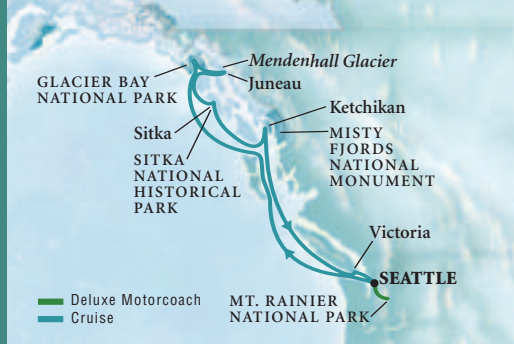 Mendenhall Glacier
Juneau
GLACIER BAY
NATIONAL PARK
Ketchikan
Sitka
MISTY
FJORDS
NATIONAL
MONUMENT
SITKA
NATIONAL
HISTORICAL
PARK
Victoria
SEATTLE
Deluxe Motorcoach
Cruise
MT. RAINIER
NATIONAL PARK